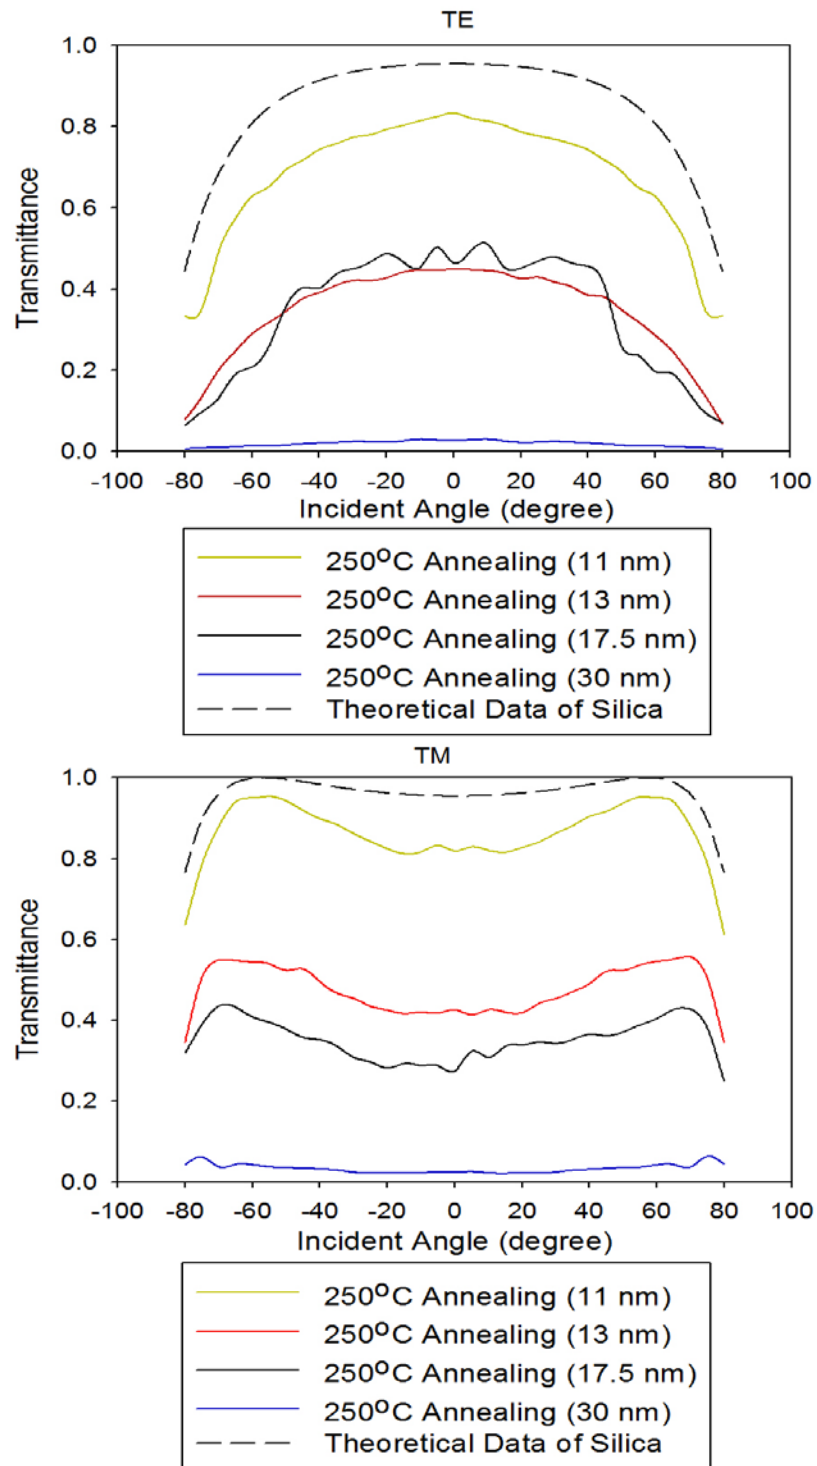 TE
1.0
0.8
0.6
0.4
0.2
0.0
Transmittance
-100 -80 -60 -40 -20 0 20 40 60 80 100
Incident Angle (degree)
250ºC Annealing (11 nm)
250ºC Annealing (13 nm)
250ºC Annealing (17.5 nm)
250ºC Annealing (30 nm)
Theoretical Data of Silica
TM
1.0
0.8
0.6
0.4
0.2
0.0
Transmittance
-100 -80 -60 -40 -20 0 20 40 60 80 100
Incident Angle (degree)
250ºC Annealing (11 nm)
250ºC Annealing (13 nm)
250ºC Annealing (17.5 nm)
250ºC Annealing (30 nm)
Theoretical Data of Silica